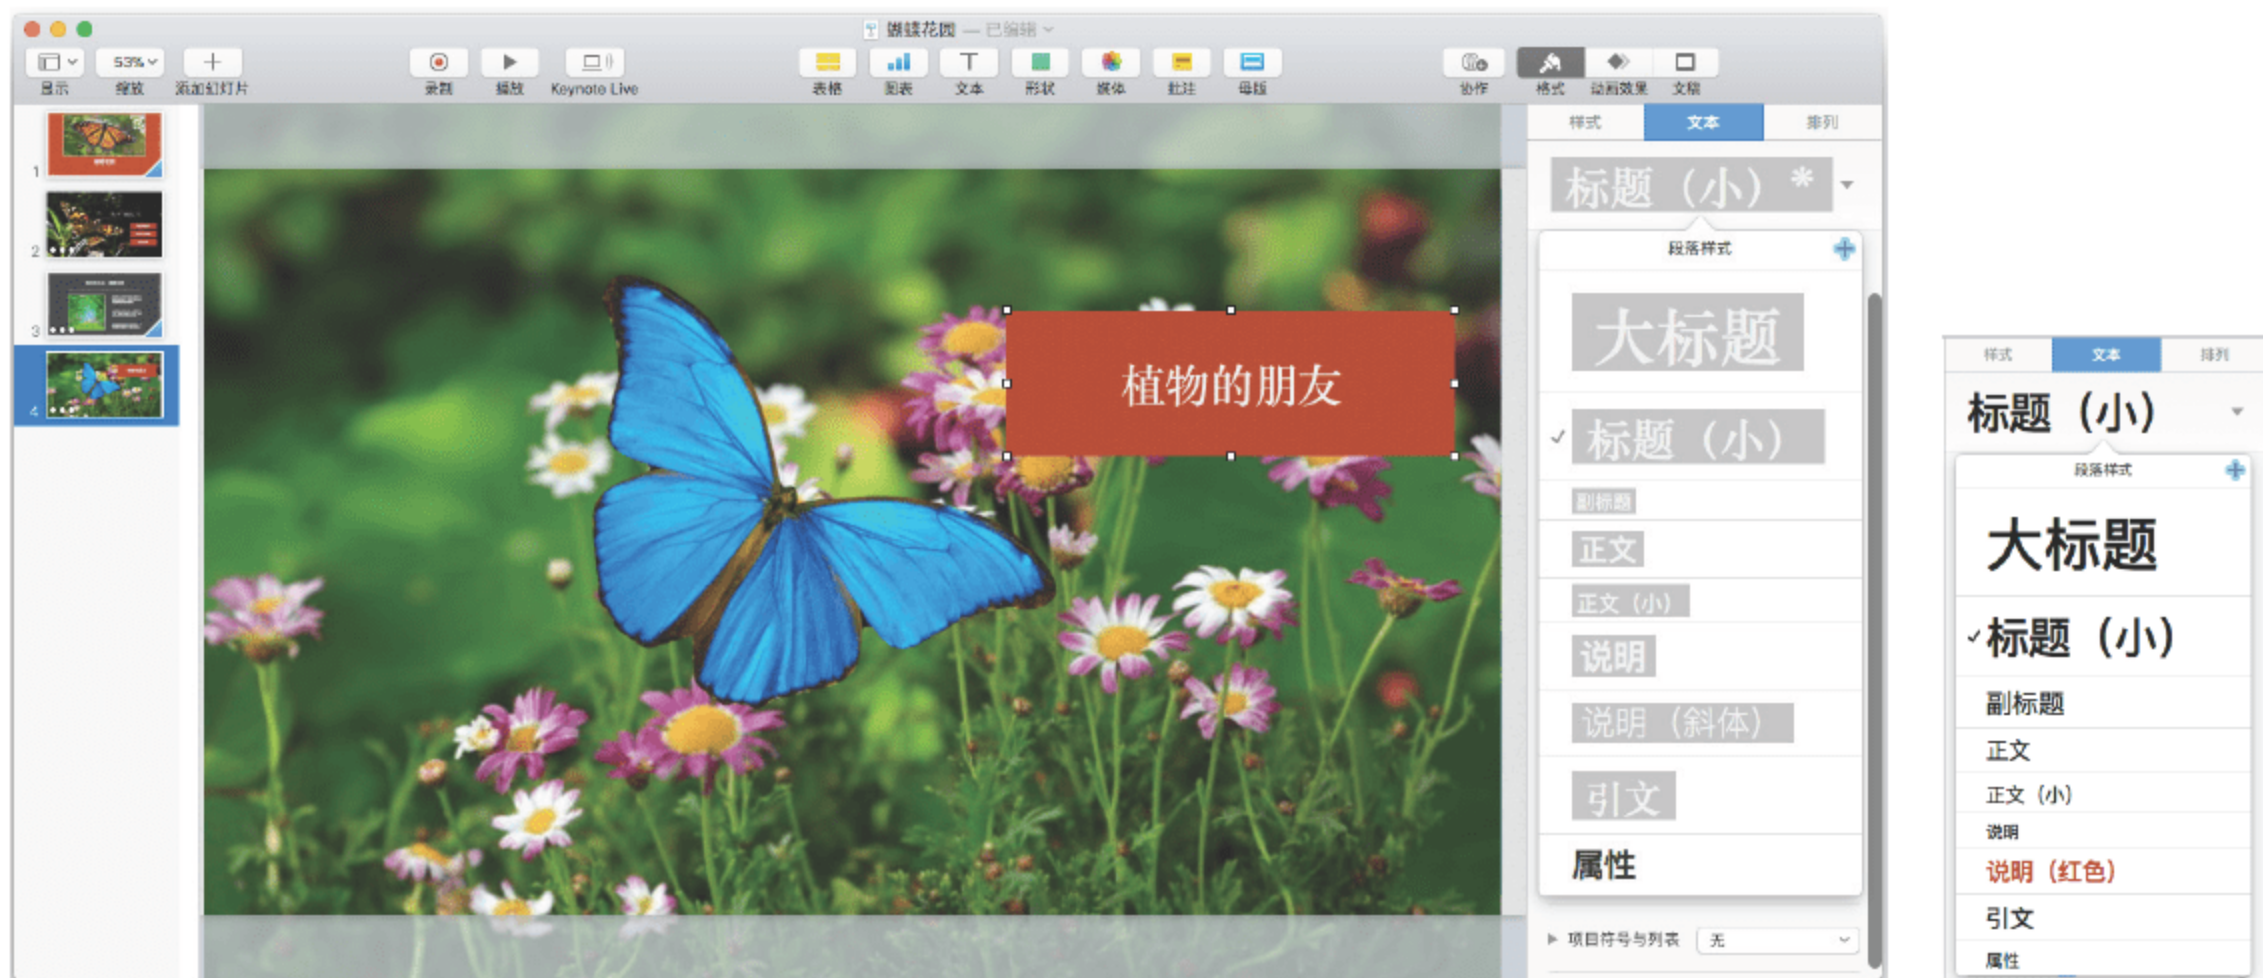 蝴蝶花园 — 已编辑
53%
显示
缩放
添加幻灯片
录制
播放
Keynote Live
表格
图表
文本
形状
媒体
批注
母版
协作
格式
动画效果
文稿
1
2
3
4
植物的朋友
样式
文本
排列
标题（小）*
段落样式
大标题
✓ 标题（小）
副标题
正文
正文（小）
说明
说明（斜体）
引文
属性
项目符号与列表
无
样式
文本
排列
标题（小）
段落样式
大标题
✓标题（小）
副标题
正文
正文（小）
说明
说明（红色）
引文
属性